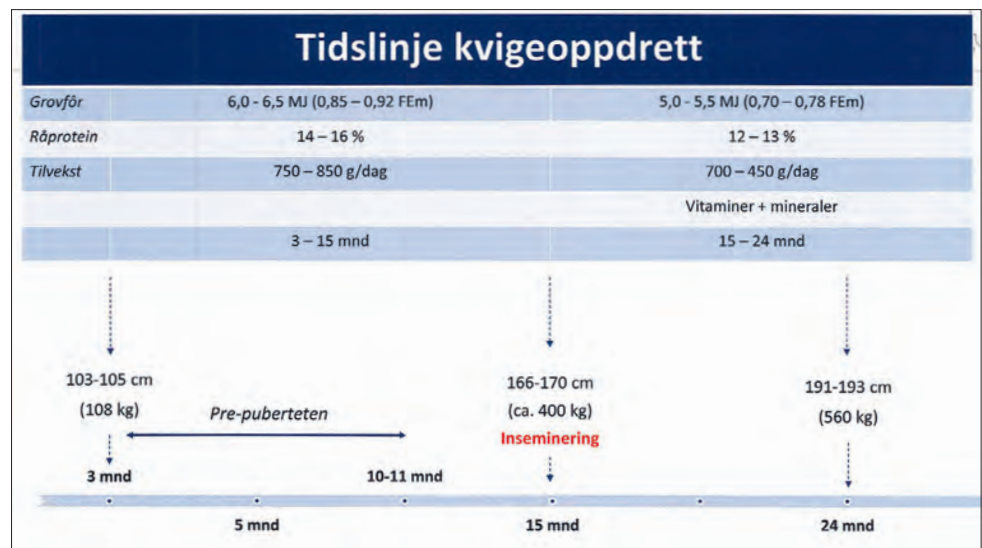 Tidslinje kvigeoppdrett
Grovfôr 6,0 - 6,5 MJ (0,85 – 0,92 FEm) 5,0 - 5,5 MJ (0,70 – 0,78 FEm)
Råprotein 14 – 16 % 12 – 13 %
Tilvekst 750 – 850 g/dag 700 – 450 g/dag
Vitaminer + mineraler
3 – 15 mnd 15 – 24 mnd
103-105 cm
(108 kg)
Pre-puberteten
166-170 cm
(ca. 400 kg)
Inseminering
191-193 cm
(560 kg)
3 mnd 10-11 mnd
5 mnd 15 mnd 24 mnd